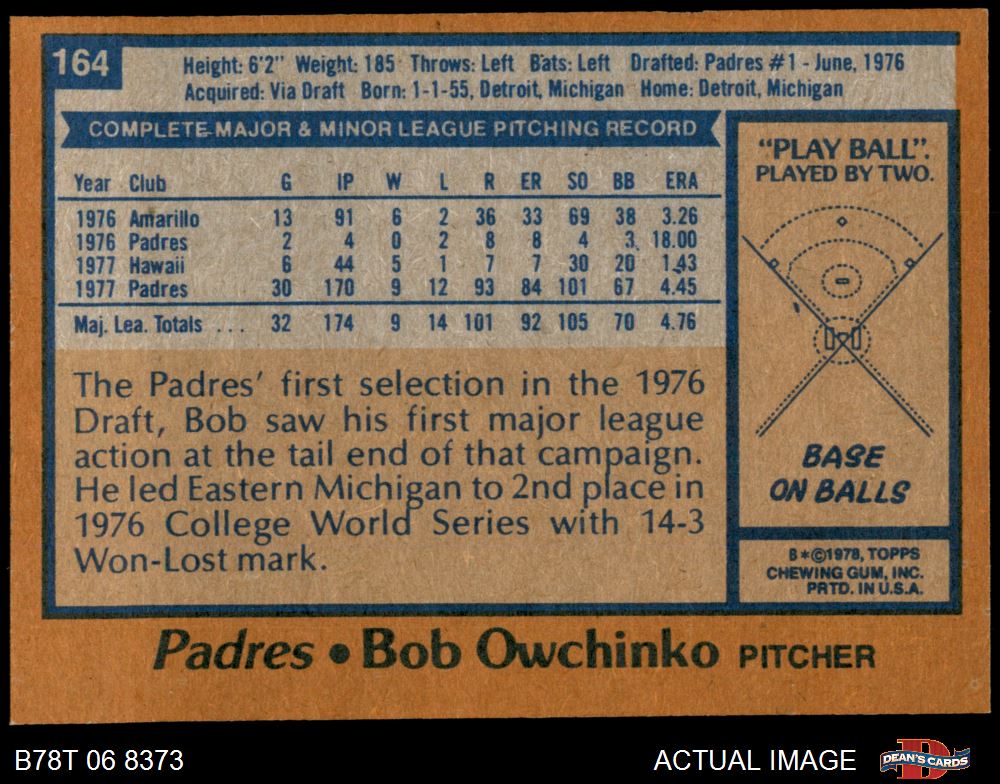 164
Height: 6'2" Weight: 185 Throws: Left Bats: Left Drafted: Padres #1 - June, 1976
Acquired: Via Draft Born: 1-1-55, Detroit, Michigan Home: Detroit, Michigan
COMPLETE MAJOR & MINOR LEAGUE PITCHING RECORD
Year Club G IP W L R ER SO BB ERA
1976 Amarillo 13 91 6 2 36 33 69 38 3.26
1976 Padres 2 4 0 2 8 8 4 3 18.00
1977 Hawaii 6 44 5 1 7 7 30 20 1.43
1977 Padres 30 170 9 12 93 84 101 67 4.45
Maj. Lea. Totals ... 32 174 9 14 101 92 105 70 4.76
The Padres' first selection in the 1976
Draft, Bob saw his first major league
action at the tail end of that campaign.
He led Eastern Michigan to 2nd place in
1976 College World Series with 14-3
Won-Lost mark.
"PLAY BALL".
PLAYED BY TWO.
BASE
ON BALLS
B*©1978, TOPPS
CHEWING GUM, INC.
PRTD. IN U.S.A.
Padres • Bob Owchinko PITCHER
B78T 06 8373
ACTUAL IMAGE
DEAN'S CARDS